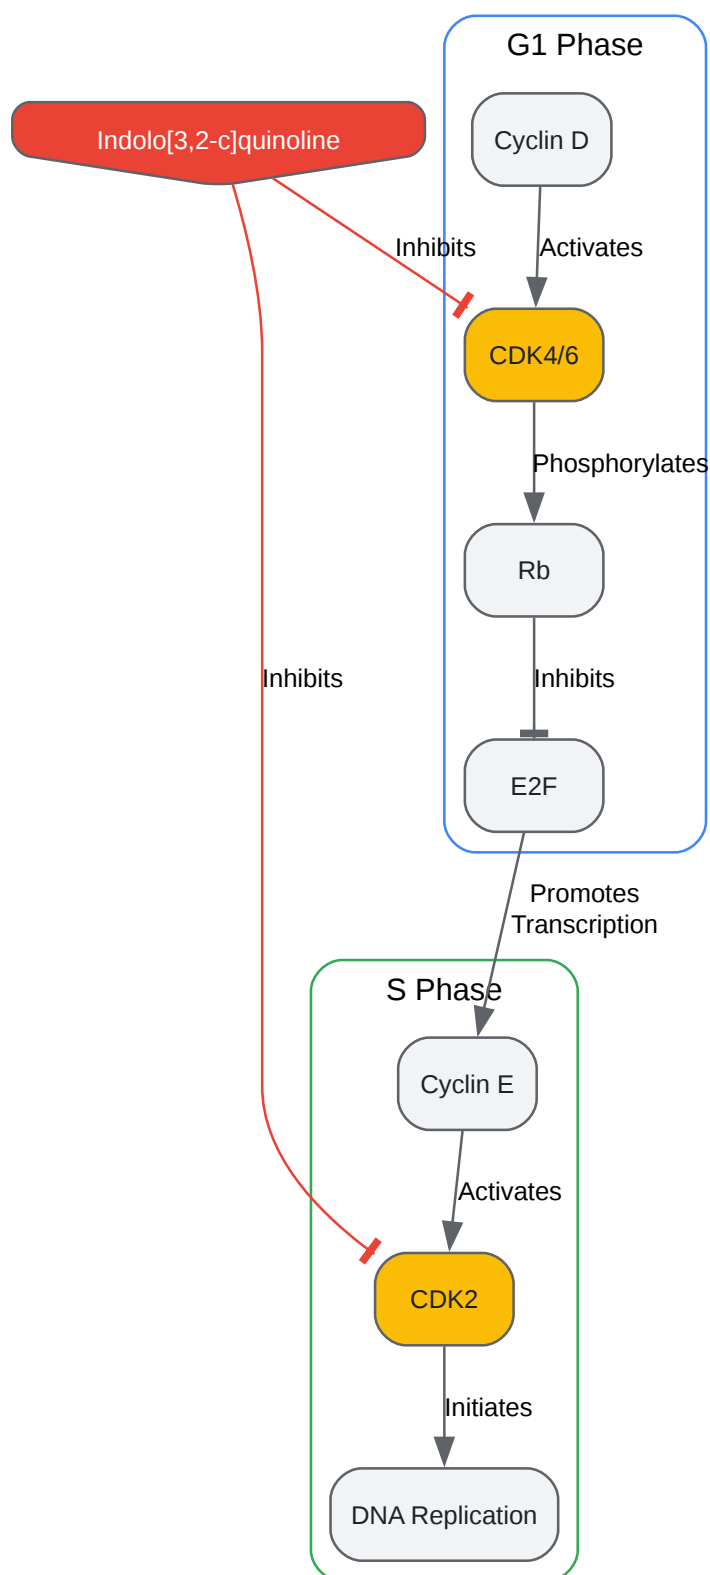 G1 Phase
Cyclin D
Indolo[3,2-c]quinoline
Inhibits
Activates
CDK4/6
Phosphorylates
Rb
Inhibits
Inhibits
E2F
Promotes
Transcription
S Phase
Cyclin E
Activates
CDK2
Initiates
DNA Replication